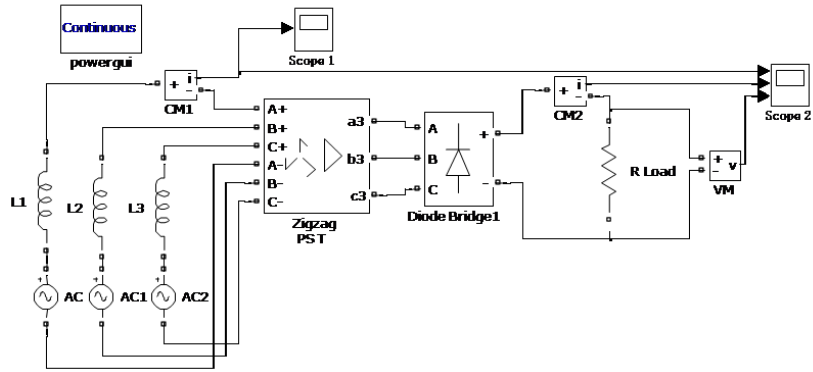 Continuous
powergui
Scope 1
i
+
-
CM1
A+
B+
C+
A-
B-
C-
a3
b3
c3
Zigzag
PST
A
B
C
+
-
Diode Bridge1
i
+
-
CM2
R Load
+
-
v
VM
Scope 2
L1
L2
L3
+
AC
+
AC1
+
AC2